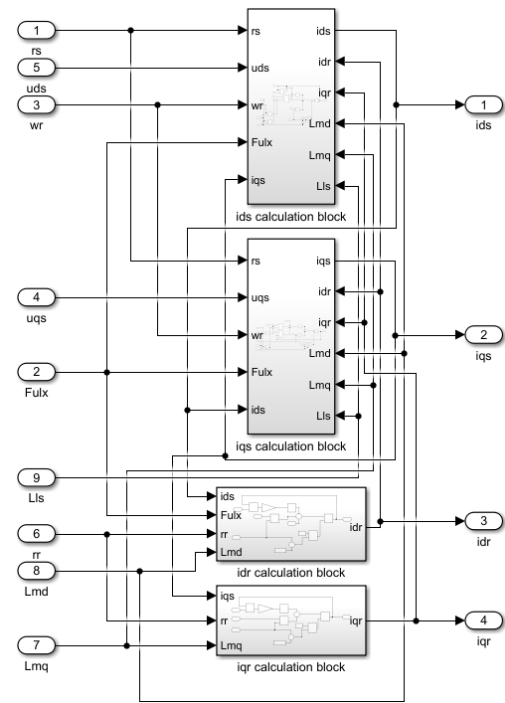 1
rs
5
uds
3
wr
4
uqs
2
Fulx
9
Lls
6
rr
8
Lmd
7
Lmq
rs
uds
wr
Fulx
iqs
ids
idr
iqr
Lmd
Lmq
Lls
ids calculation block
rs
uqs
wr
Fulx
ids
iqs
idr
iqr
Lmd
Lmq
Lls
iqs calculation block
ids
Fulx
rr
Lmd
idr
idr calculation block
iqs
rr
Lmq
iqr
iqr calculation block
1
ids
2
iqs
3
idr
4
iqr